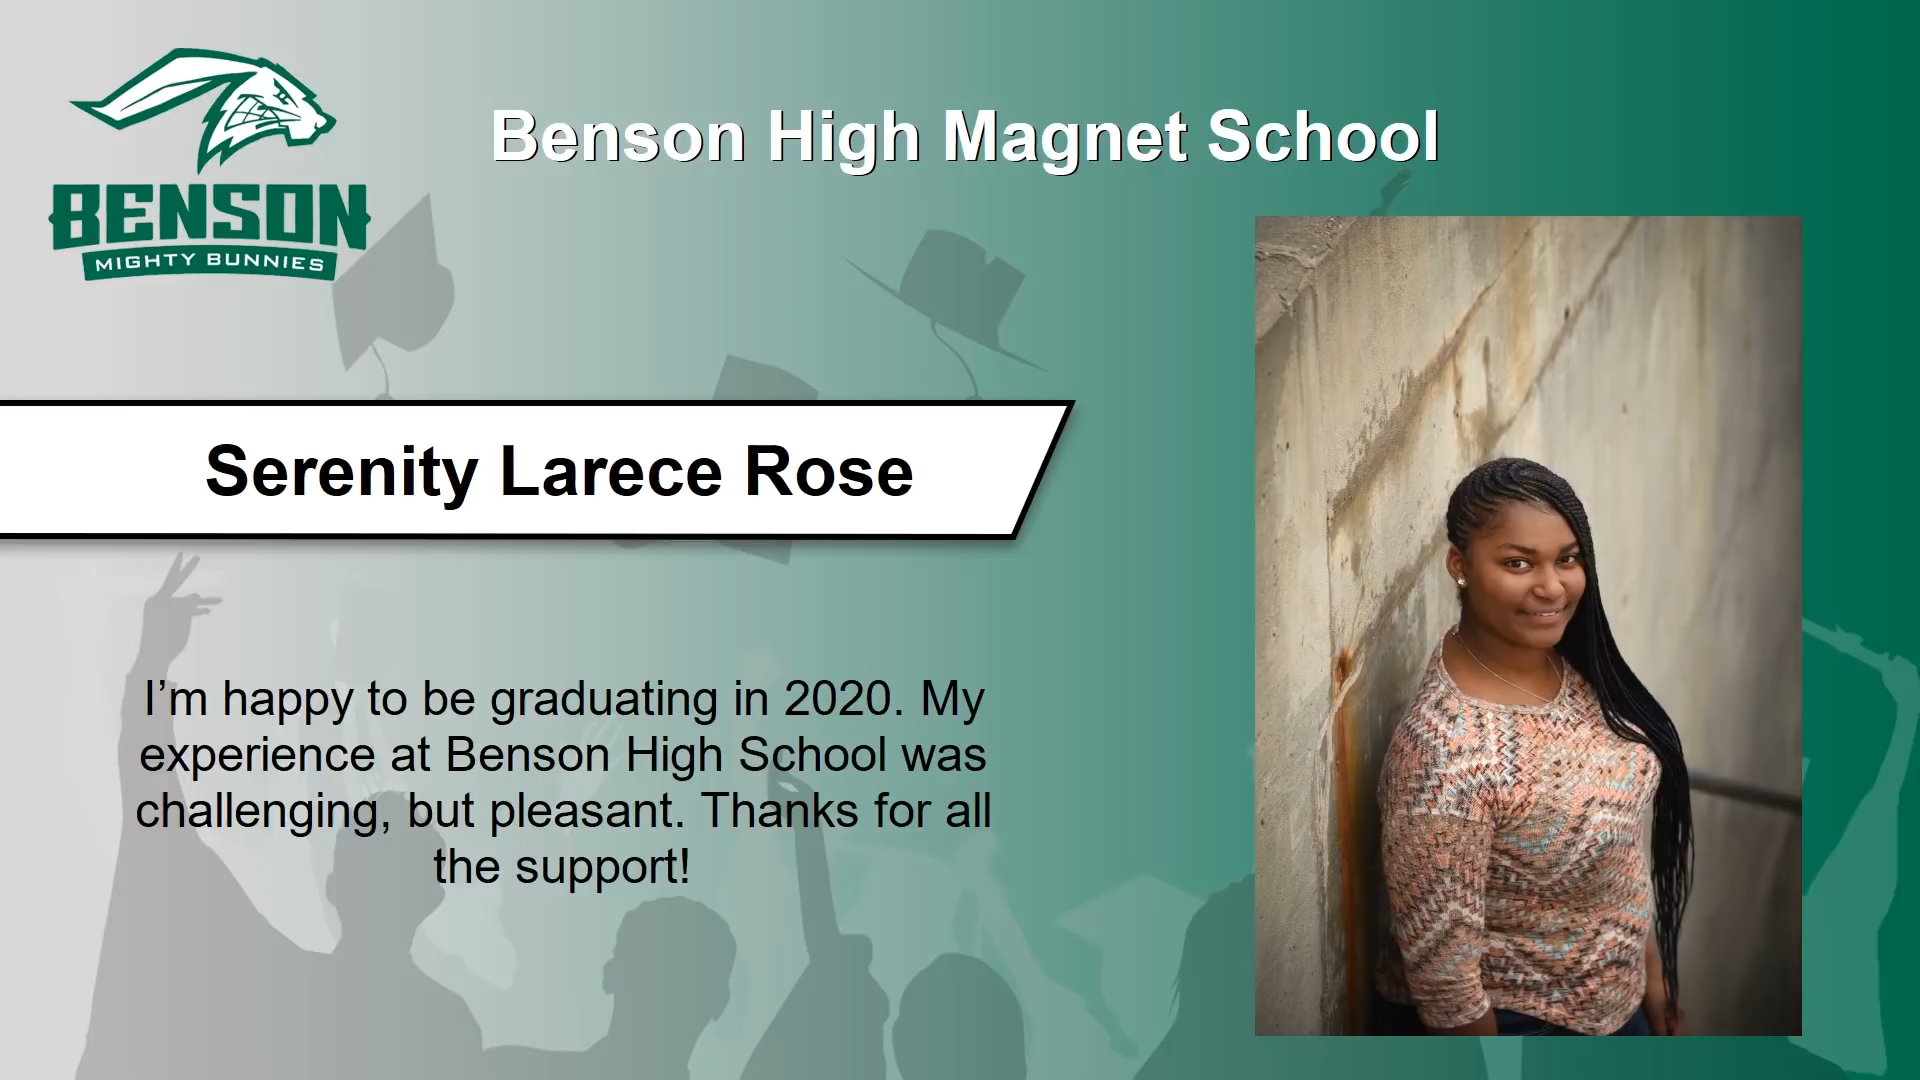 BENSON
MIGHTY BUNNIES
Benson High Magnet School
Serenity Larece Rose
I’m happy to be graduating in 2020. My
experience at Benson High School was
challenging, but pleasant. Thanks for all
the support!